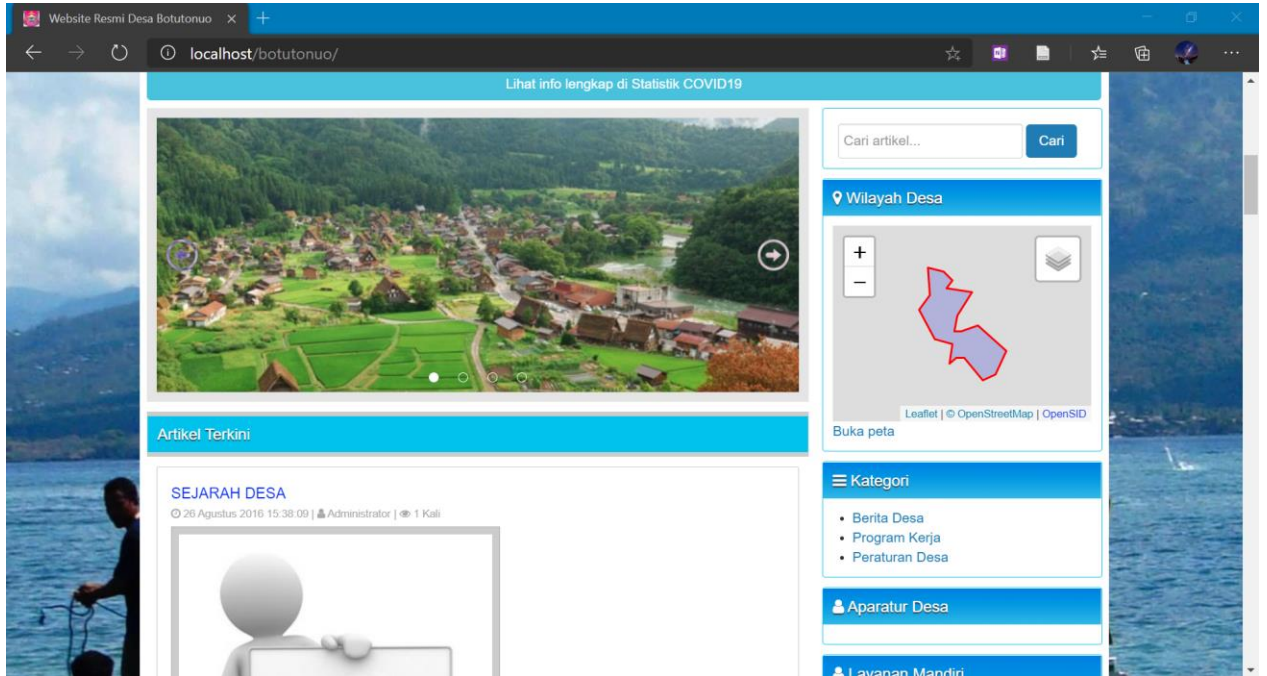 Website Resmi Desa Botutonuo
localhost/botutonuo/
Lihat info lengkap di Statistik COVID19
Cari artikel...
Cari
Wilayah Desa
+
−
Leaflet | © OpenStreetMap | OpenSID
Buka peta
Artikel Terkini
SEJARAH DESA
26 Agustus 2016 15:38:09 | Administrator | 1 Kali
Kategori
Berita Desa
Program Kerja
Peraturan Desa
Aparatur Desa
Layanan Mandiri